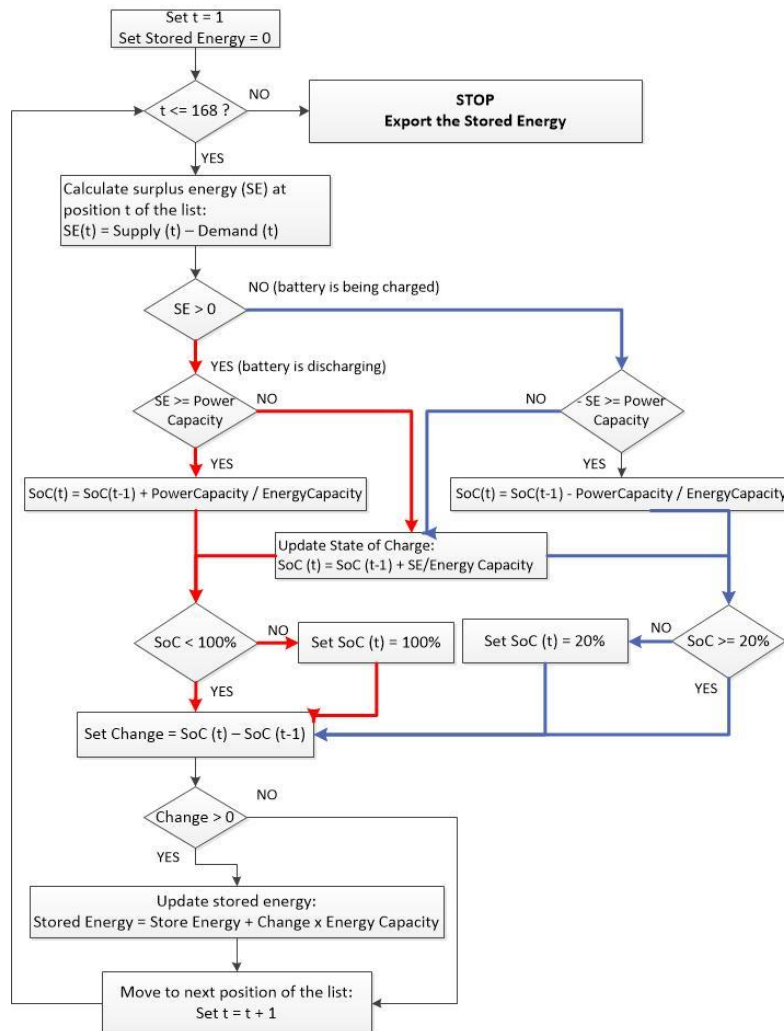 Set t = 1
Set Stored Energy = 0
t <= 168 ?
NO
STOP
Export the Stored Energy
YES
Calculate surplus energy (SE) at
position t of the list:
SE(t) = Supply (t) – Demand (t)
NO (battery is being charged)
SE > 0
YES (battery is discharging)
SE >= Power
Capacity
NO
NO
- SE >= Power
Capacity
YES
YES
SoC(t) = SoC(t-1) + PowerCapacity / EnergyCapacity
SoC(t) = SoC(t-1) - PowerCapacity / EnergyCapacity
Update State of Charge:
SoC (t) = SoC (t-1) + SE/Energy Capacity
SoC < 100%
NO
Set SoC (t) = 100%
Set SoC (t) = 20%
NO
SoC >= 20%
YES
YES
Set Change = SoC (t) – SoC (t-1)
Change > 0
NO
YES
Update stored energy:
Stored Energy = Store Energy + Change x Energy Capacity
Move to next position of the list:
Set t = t + 1